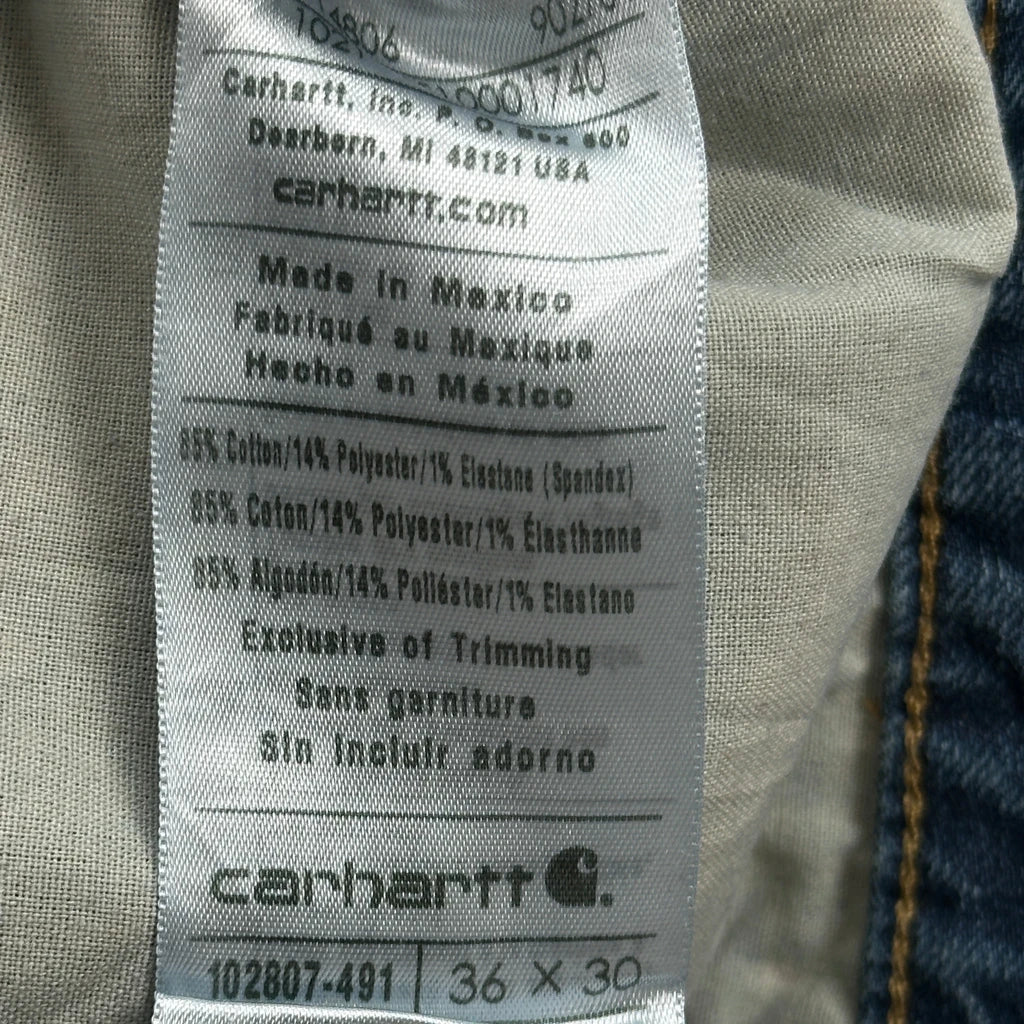 14806
Carhartt, Inc. P. O. Box 600
Dearborn, MI 48121 USA
carhartt.com
Made in Mexico
Fabriqué au Mexique
Hecho en México
85% Cotton/14% Polyester/1% Elastane (Spandex)
85% Coton/14% Polyester/1% Élasthanne
85% Algodón/14% Poliéster/1% Elastano
Exclusive of Trimming
Sans garniture
Sin incluir adorno
carhartt
102807-491 36 X 30